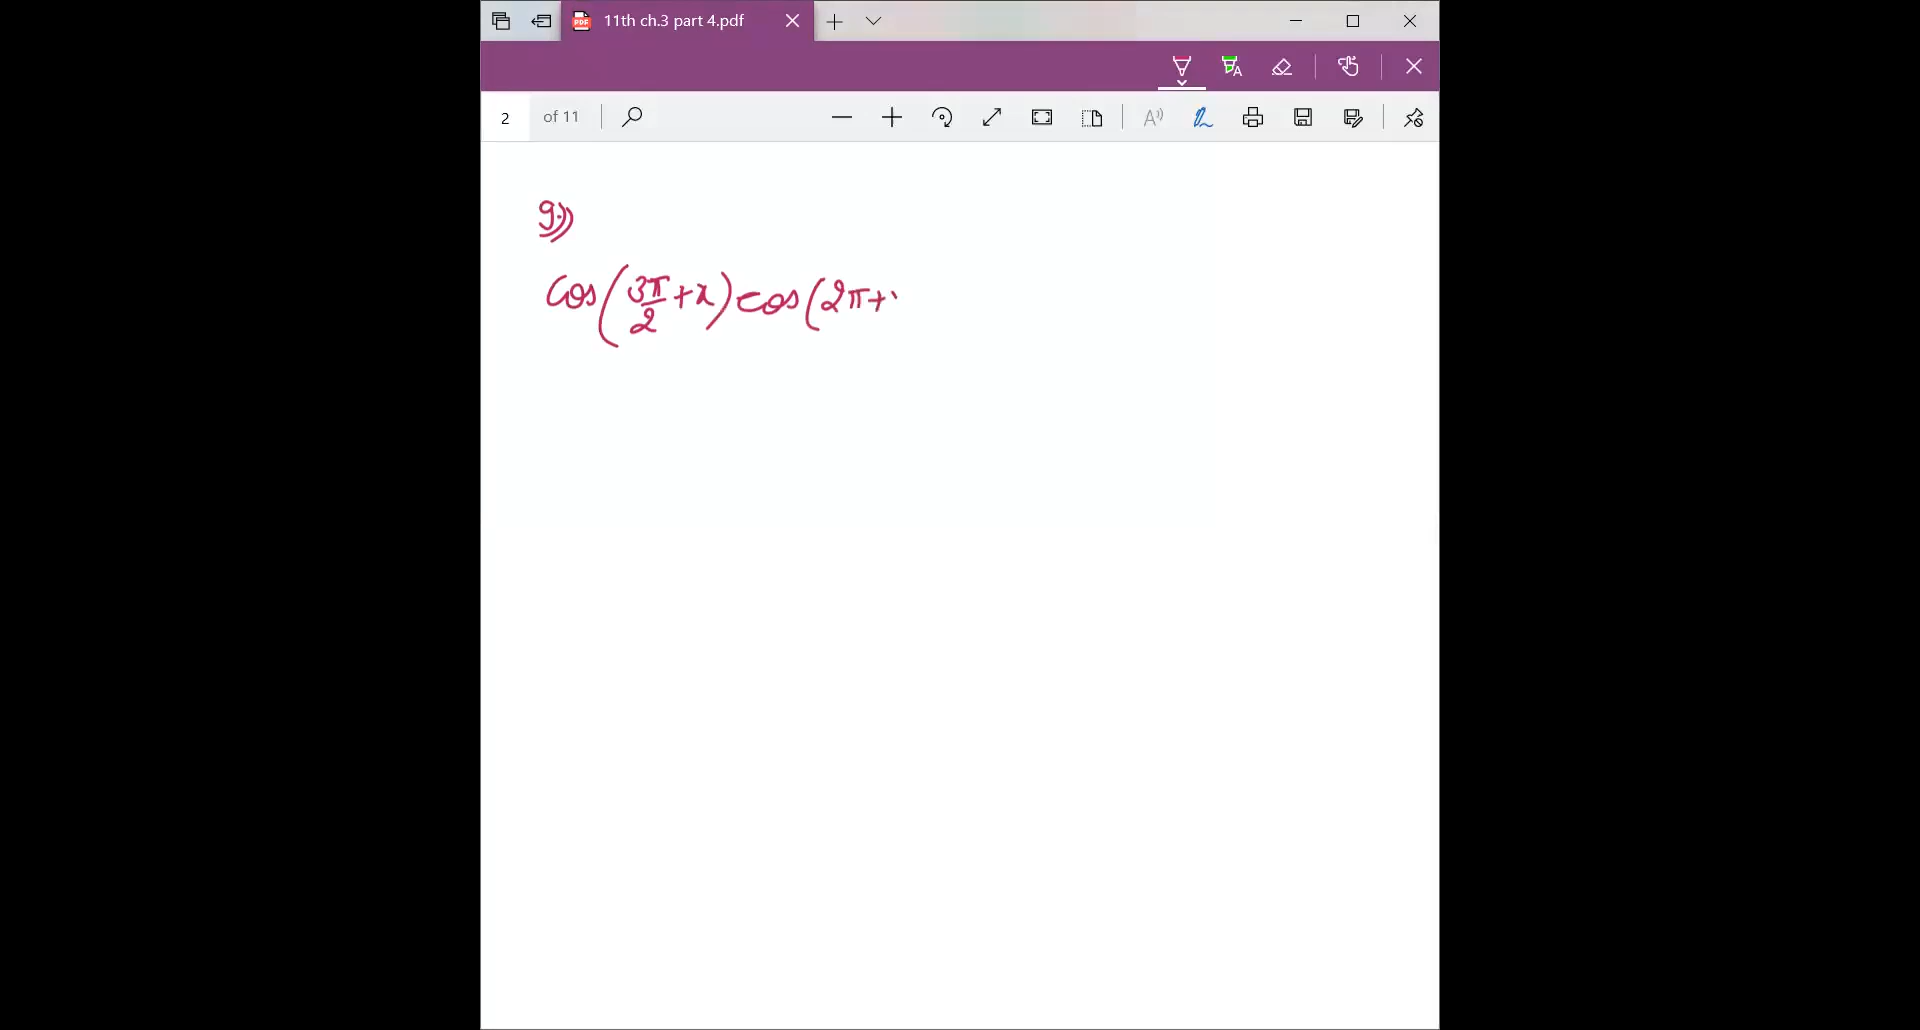 11th ch.3 part 4.pdf
2 of 11
9.))
cos(3π/2+x)cos(2π+